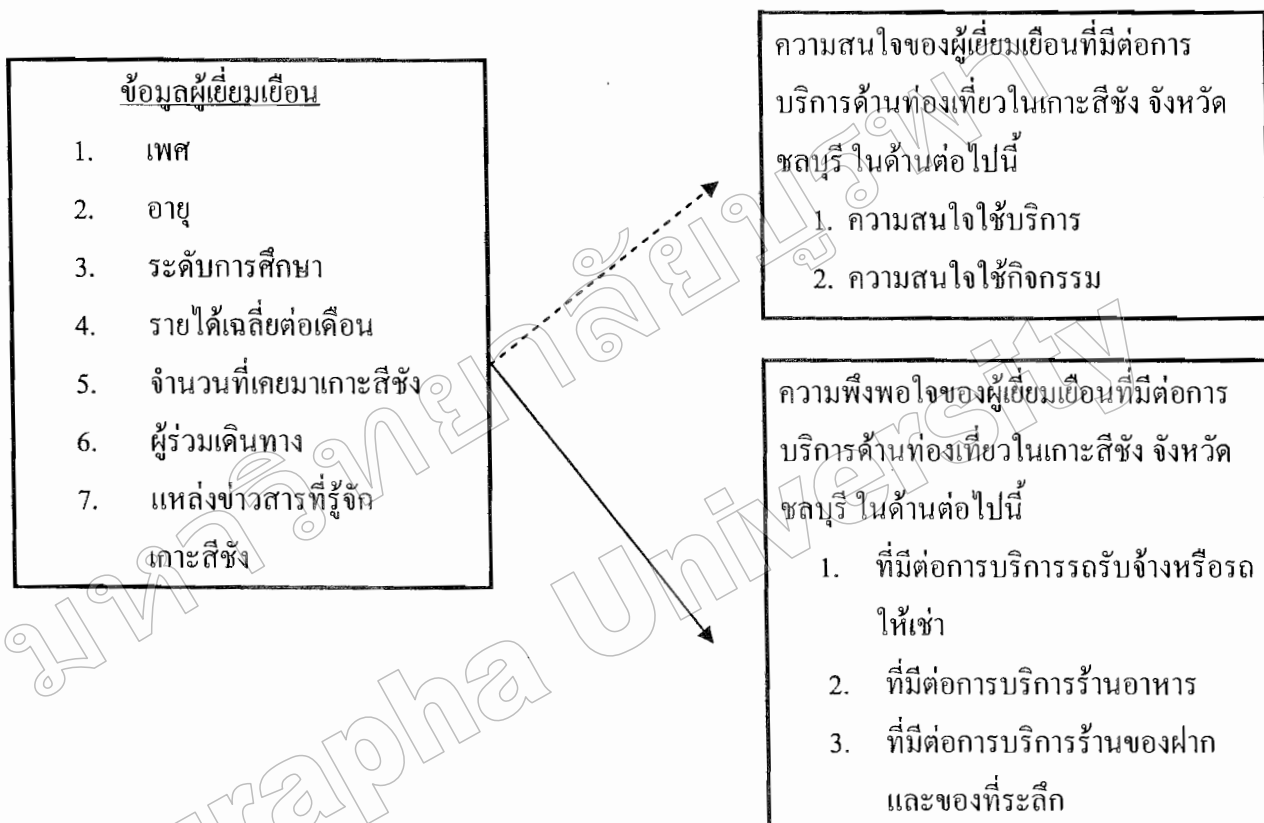 ข้อมูลผู้เยี่ยมเยือน
1. เพศ
2. อายุ
3. ระดับการศึกษา
4. รายได้เฉลี่ยต่อเดือน
5. จำนวนที่เคยมาเกาะสีชัง
6. ผู้ร่วมเดินทาง
7. แหล่งข่าวสารที่รู้จัก
เกาะสีชัง
ความสนใจของผู้เยี่ยมเยือนที่มีต่อการ
บริการด้านท่องเที่ยวในเกาะสีชัง จังหวัด
ชลบุรี ในด้านต่อไปนี้
1. ความสนใจใช้บริการ
2. ความสนใจใช้กิจกรรม
ความพึงพอใจของผู้เยี่ยมเยือนที่มีต่อการ
บริการด้านท่องเที่ยวในเกาะสีชัง จังหวัด
ชลบุรี ในด้านต่อไปนี้
1. ที่มีต่อการบริการรถรับจ้างหรือรถ
ให้เช่า
2. ที่มีต่อการบริการร้านอาหาร
3. ที่มีต่อการบริการร้านของฝาก
และของที่ระลึก
มหาวิทยาลัยบูรพา
Burapha University